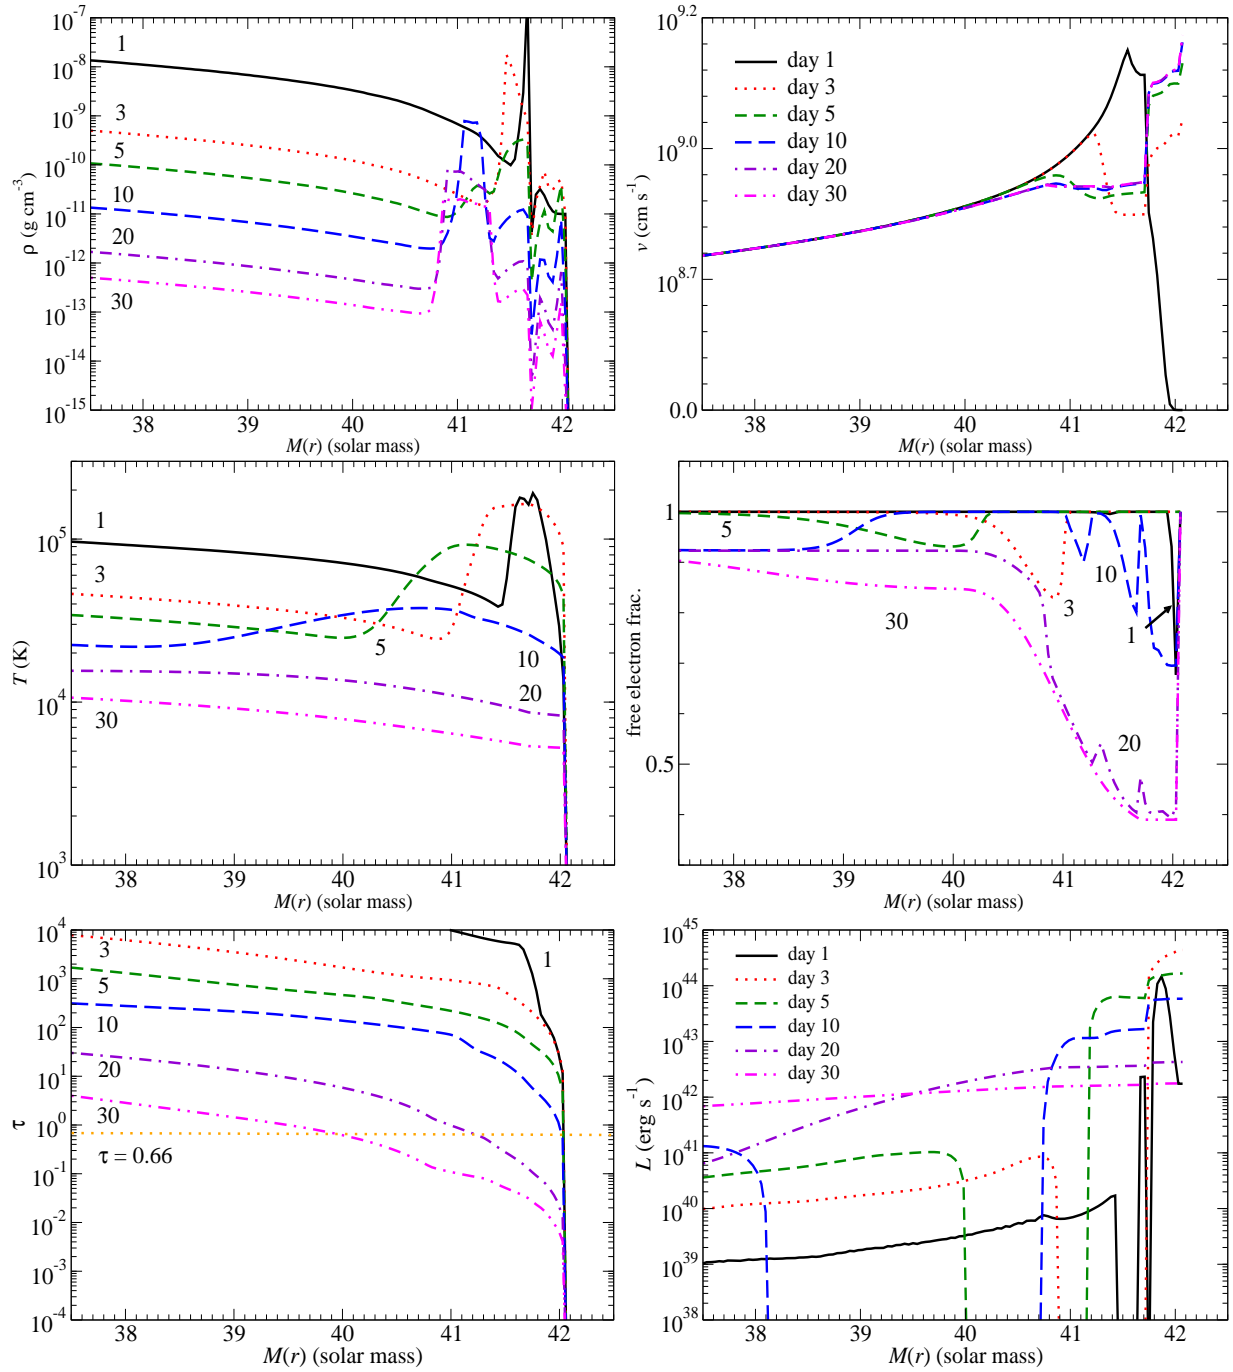 10^-7
10^-8
10^-9
10^-10
10^-11
10^-12
10^-13
10^-14
10^-15
ρ (g cm^-3)
1
3
5
10
20
30
38 39 40 41 42
M(r) (solar mass)
10^9.2
10^9.0
10^8.7
0.0
v (cm s^-1)
day 1
day 3
day 5
day 10
day 20
day 30
38 39 40 41 42
M(r) (solar mass)
10^5
10^4
10^3
T (K)
1
3
5
10
20
30
38 39 40 41 42
M(r) (solar mass)
1
0.5
free electron frac.
5
10
3
1
30
20
38 39 40 41 42
M(r) (solar mass)
10^4
10^3
10^2
10^1
10^0
10^-1
10^-2
10^-3
10^-4
τ
1
3
5
10
20
30
τ = 0.66
38 39 40 41 42
M(r) (solar mass)
10^45
10^44
10^43
10^42
10^41
10^40
10^39
10^38
L (erg s^-1)
day 1
day 3
day 5
day 10
day 20
day 30
38 39 40 41 42
M(r) (solar mass)